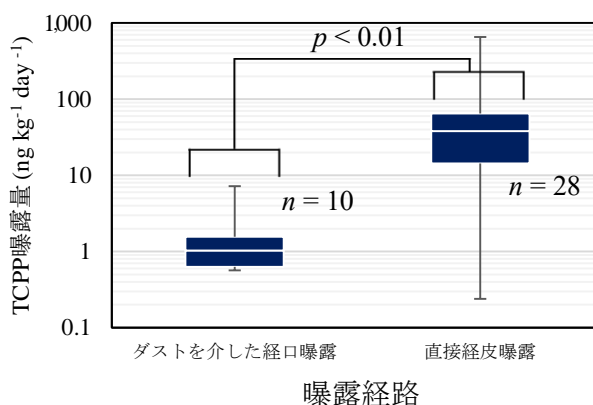 TCPP曝露量 (ng kg-1 day -1)
1,000
100
10
1
0.1
p < 0.01
n = 10
n = 28
ダストを介した経口曝露
直接経皮曝露
曝露経路